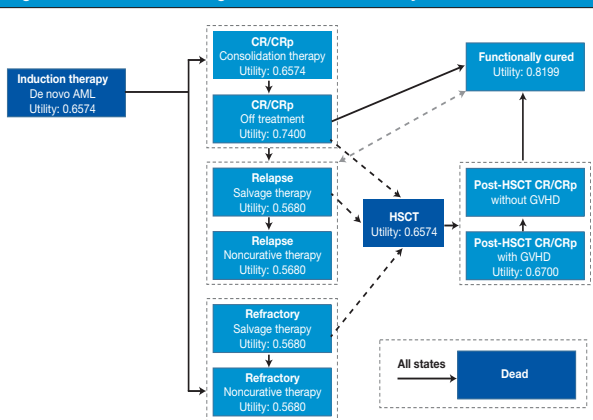 Induction therapy
De novo AML
Utility: 0.6574
CR/CRp
Consolidation therapy
Utility: 0.6574
CR/CRp
Off treatment
Utility: 0.7400
Relapse
Salvage therapy
Utility: 0.5680
Relapse
Noncurative therapy
Utility: 0.5680
Refractory
Salvage therapy
Utility: 0.5680
Refractory
Noncurative therapy
Utility: 0.5680
HSCT
Utility: 0.6574
Functionally cured
Utility: 0.8199
Post-HSCT CR/CRp
without GVHD
Post-HSCT CR/CRp
with GVHD
Utility: 0.6700
All states
Dead